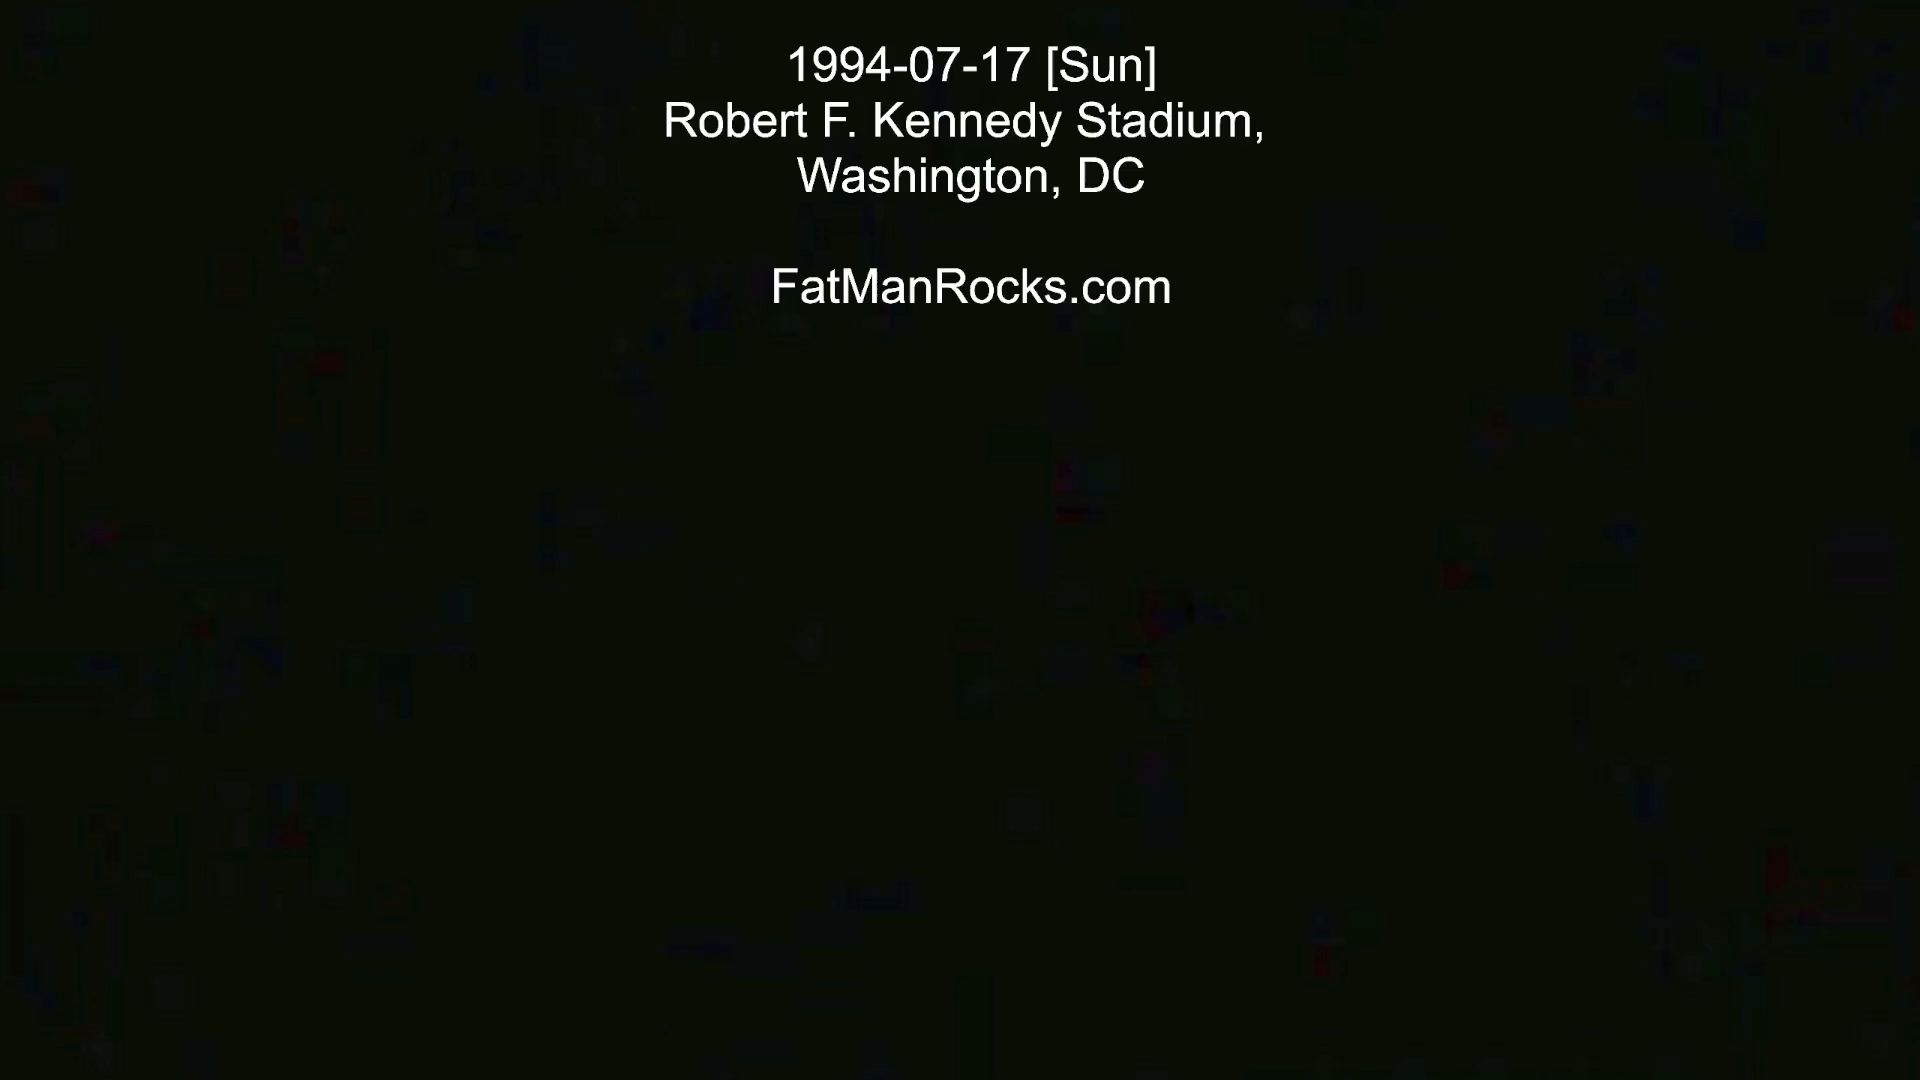 1994-07-17 [Sun]
Robert F. Kennedy Stadium,
Washington, DC
FatManRocks.com